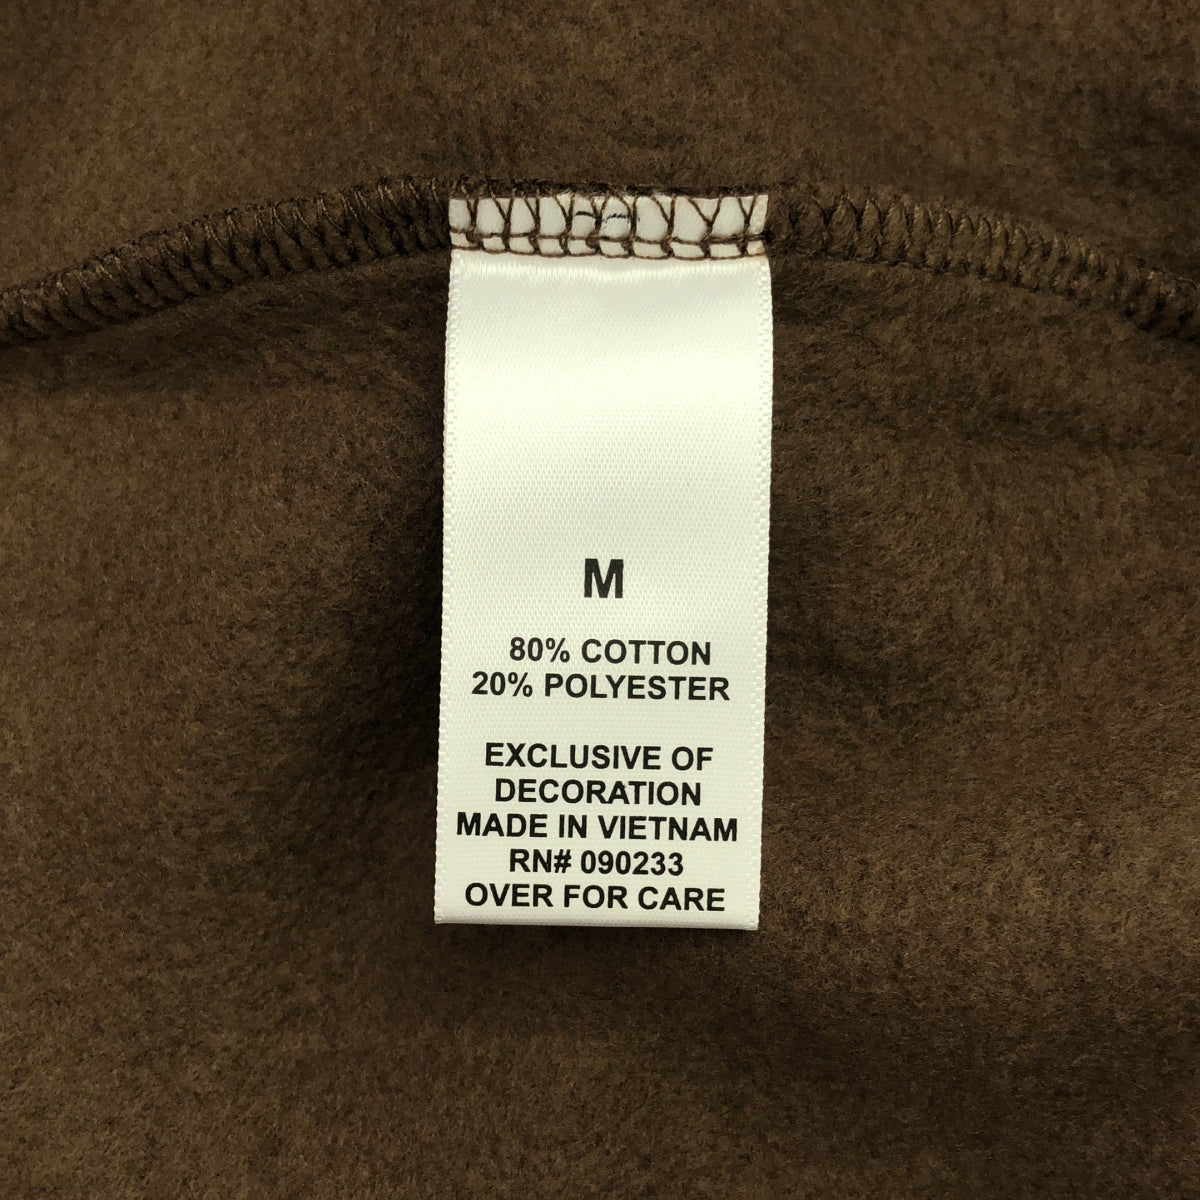 M
80% COTTON
20% POLYESTER
EXCLUSIVE OF
DECORATION
MADE IN VIETNAM
RN# 090233
OVER FOR CARE